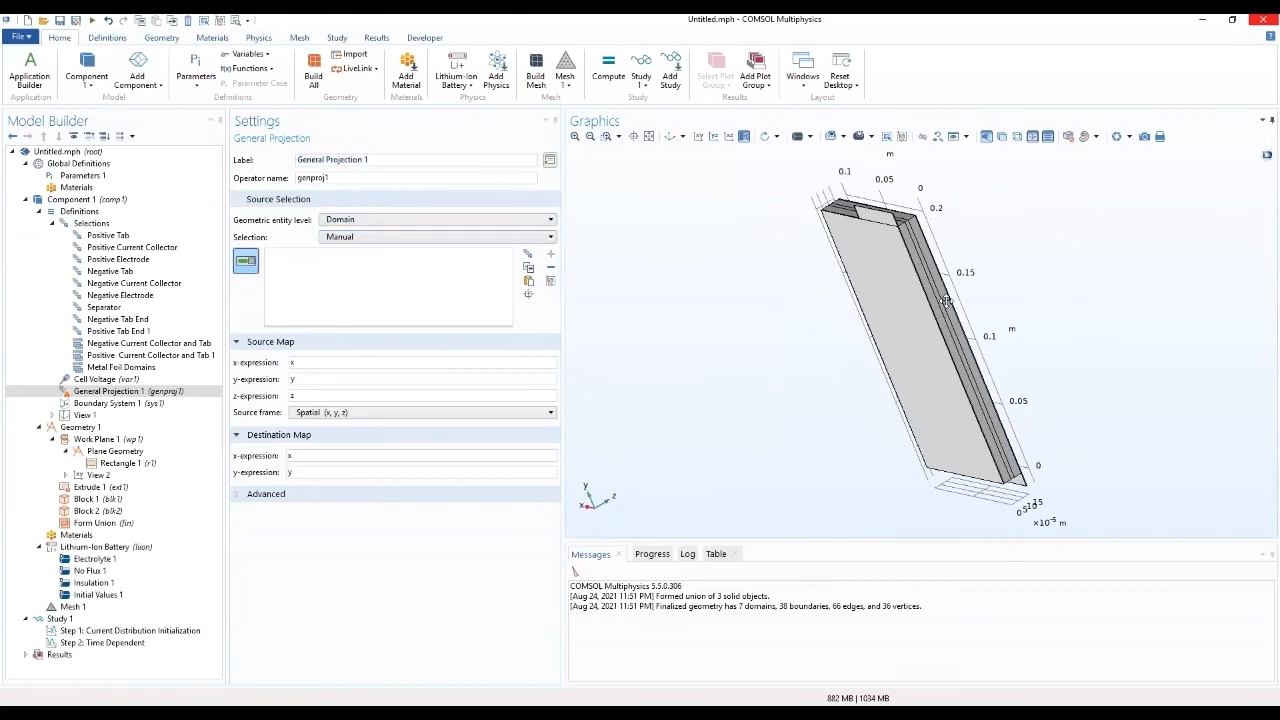 Untitled.mph - COMSOL Multiphysics
File Home Definitions Geometry Materials Physics Mesh Study Results Developer
Application Builder
Component 1
Add Component
Parameters
a= Variables
f(x) Functions
Pi Parameter Case
Build All
Import
LiveLink
Add Material
Lithium-Ion Battery
Add Physics
Build Mesh
Mesh 1
Compute
Study 1
Add Study
Select Plot Group
Add Plot Group
Windows
Reset Desktop
Application Model Definitions Geometry Materials Physics Mesh Study Results Layout
Model Builder
Untitled.mph (root)
Global Definitions
Parameters 1
Materials
Component 1 (comp1)
Definitions
Selections
Positive Tab
Positive Current Collector
Positive Electrode
Negative Tab
Negative Current Collector
Negative Electrode
Separator
Negative Tab End
Positive Tab End 1
Negative Current Collector and Tab
Positive Current Collector and Tab 1
Metal Foil Domains
Cell Voltage (var1)
General Projection 1 (genproj1)
Boundary System 1 (sys1)
View 1
Geometry 1
Work Plane 1 (wp1)
Plane Geometry
Rectangle 1 (r1)
View 2
Extrude 1 (ext1)
Block 1 (blk1)
Block 2 (blk2)
Form Union (fin)
Materials
Lithium-Ion Battery (liion)
Electrolyte 1
No Flux 1
Insulation 1
Initial Values 1
Mesh 1
Study 1
Step 1: Current Distribution Initialization
Step 2: Time Dependent
Results
Settings
General Projection
Label: General Projection 1
Operator name: genproj1
Source Selection
Geometric entity level: Domain
Selection: Manual
Source Map
x-expression: x
y-expression: y
z-expression: z
Source frame: Spatial (x, y, z)
Destination Map
x-expression: x
y-expression: y
Advanced
Graphics
m
0.1 0.05 0
0.2
0.15
m
0.1
0.05
0
0 5 10 15
×10⁻⁵ m
y
z
x
Messages Progress Log Table
COMSOL Multiphysics 5.5.0.306
[Aug 24, 2021 11:51 PM] Formed union of 3 solid objects.
[Aug 24, 2021 11:51 PM] Finalized geometry has 7 domains, 38 boundaries, 66 edges, and 36 vertices.
882 MB | 1034 MB